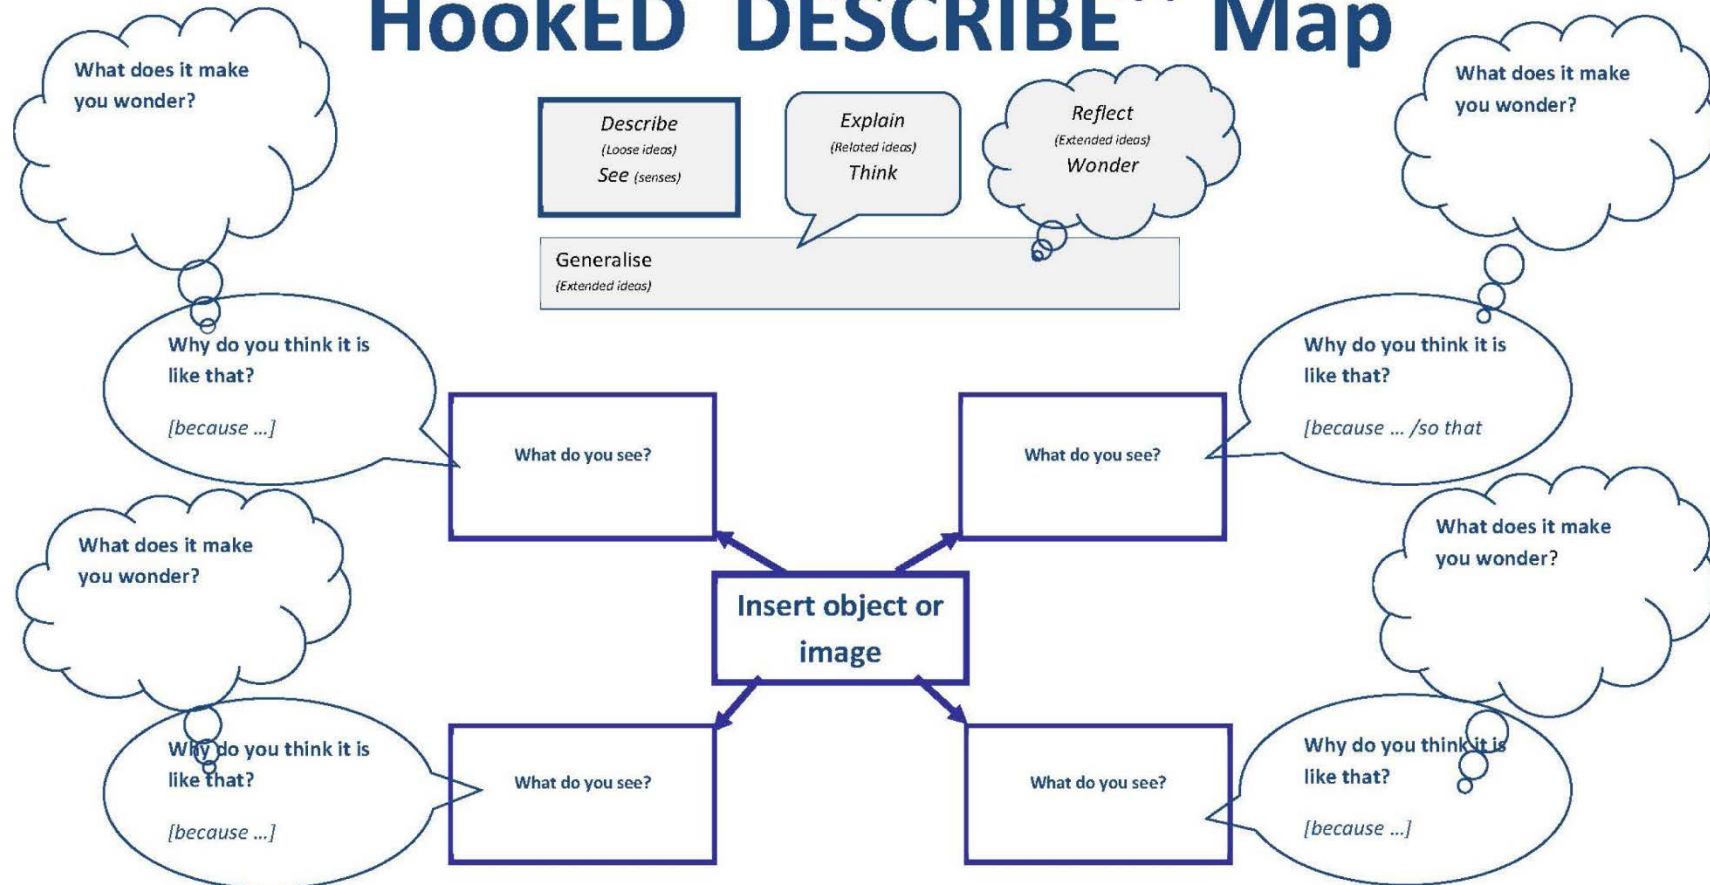 HookED DESCRIBE++ Map
What does it make
you wonder?
Describe
(Loose ideas)
See (senses)
Explain
(Related ideas)
Think
Reflect
(Extended ideas)
Wonder
What does it make
you wonder?
Generalise
(Extended ideas)
Why do you think it is
like that?
[because ...]
What do you see?
What do you see?
Why do you think it is
like that?
[because ... /so that
What does it make
you wonder?
Insert object or
image
What does it make
you wonder?
Why do you think it is
like that?
[because ...]
What do you see?
What do you see?
Why do you think it is
like that?
[because ...]